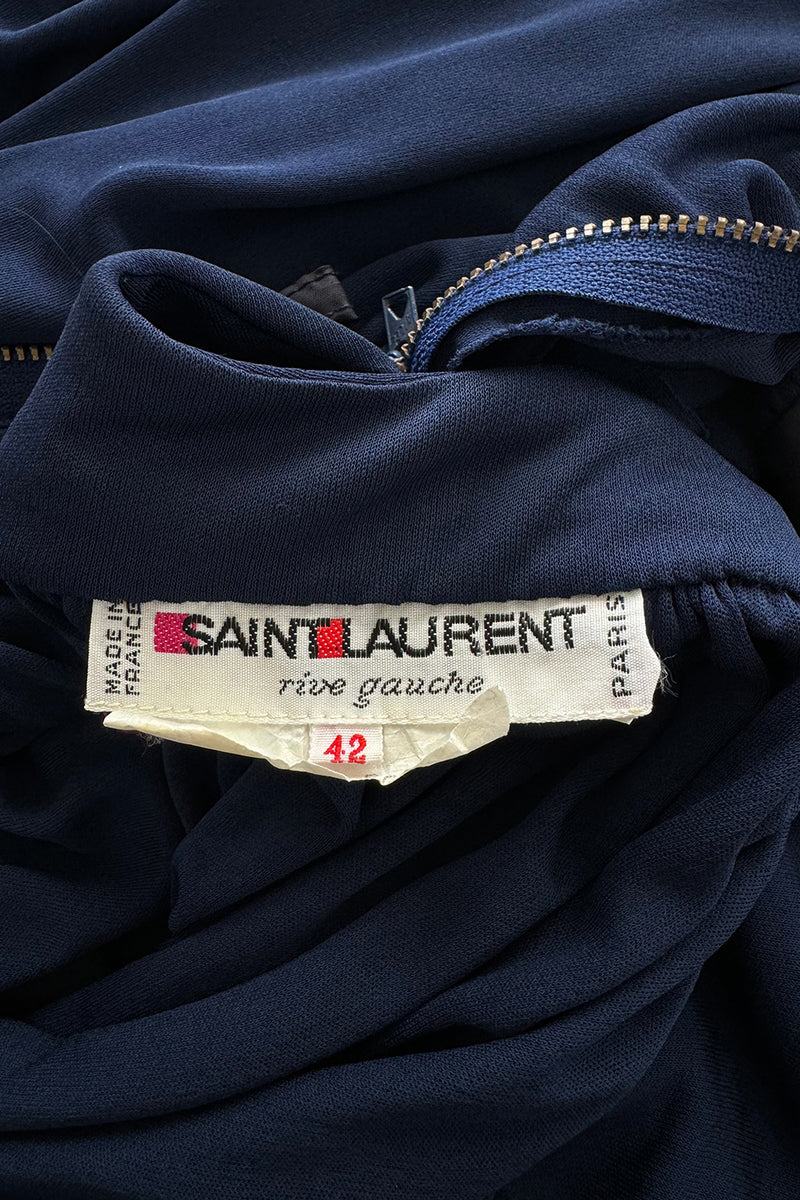 MADE IN
FRANCE
SAINT LAURENT
rive gauche
PARIS
42